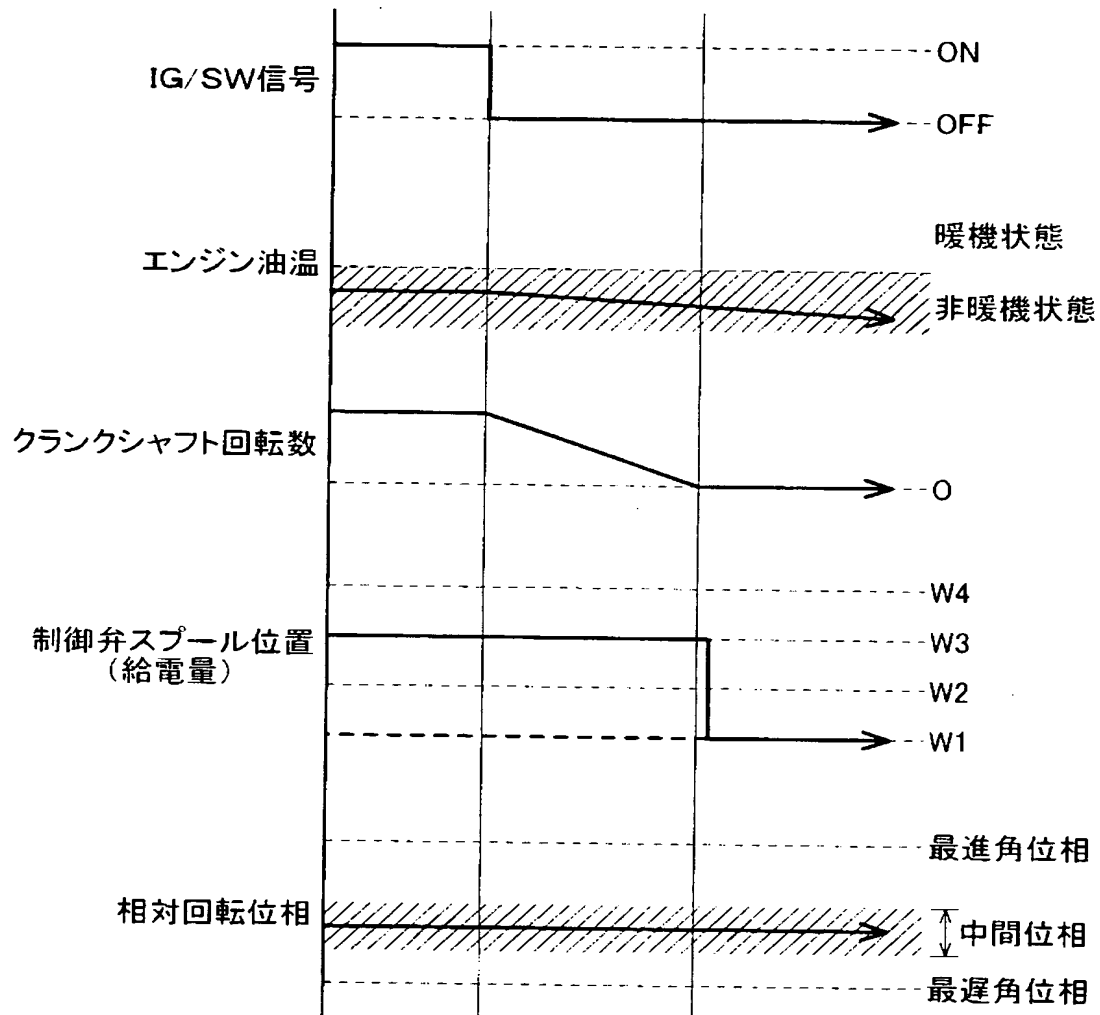 IG/SW信号
ON
OFF
エンジン油温
暖機状態
非暖機状態
クランクシャフト回転数
O
制御弁スプール位置
(給電量)
W4
W3
W2
W1
相対回転位相
最進角位相
中間位相
最遅角位相